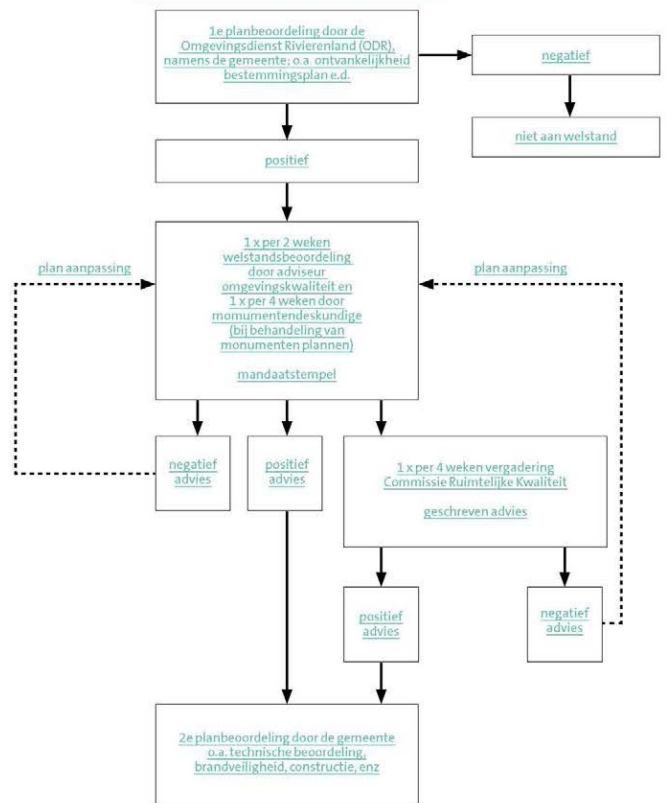 1e planbeoordeling door de
Omgevingsdienst Rivierenland (ODR),
namens de gemeente; o.a. ontvankelijkheid
bestemmingsplan e.d.
negatief
niet aan welstand
positief
plan aanpassing
1 x per 2 weken
welstandsbeoordeling
door adviseur
omgevingskwaliteit en
1 x per 4 weken door
momumentendeskundige
(bij behandeling van
monumenten plannen)
mandaatstempel
plan aanpassing
negatief
advies
positief
advies
1 x per 4 weken vergadering
Commissie Ruimtelijke Kwaliteit
geschreven advies
positief
advies
negatief
advies
2e planbeoordeling door de gemeente
o.a. technische beoordeling,
brandveiligheid, constructie, enz